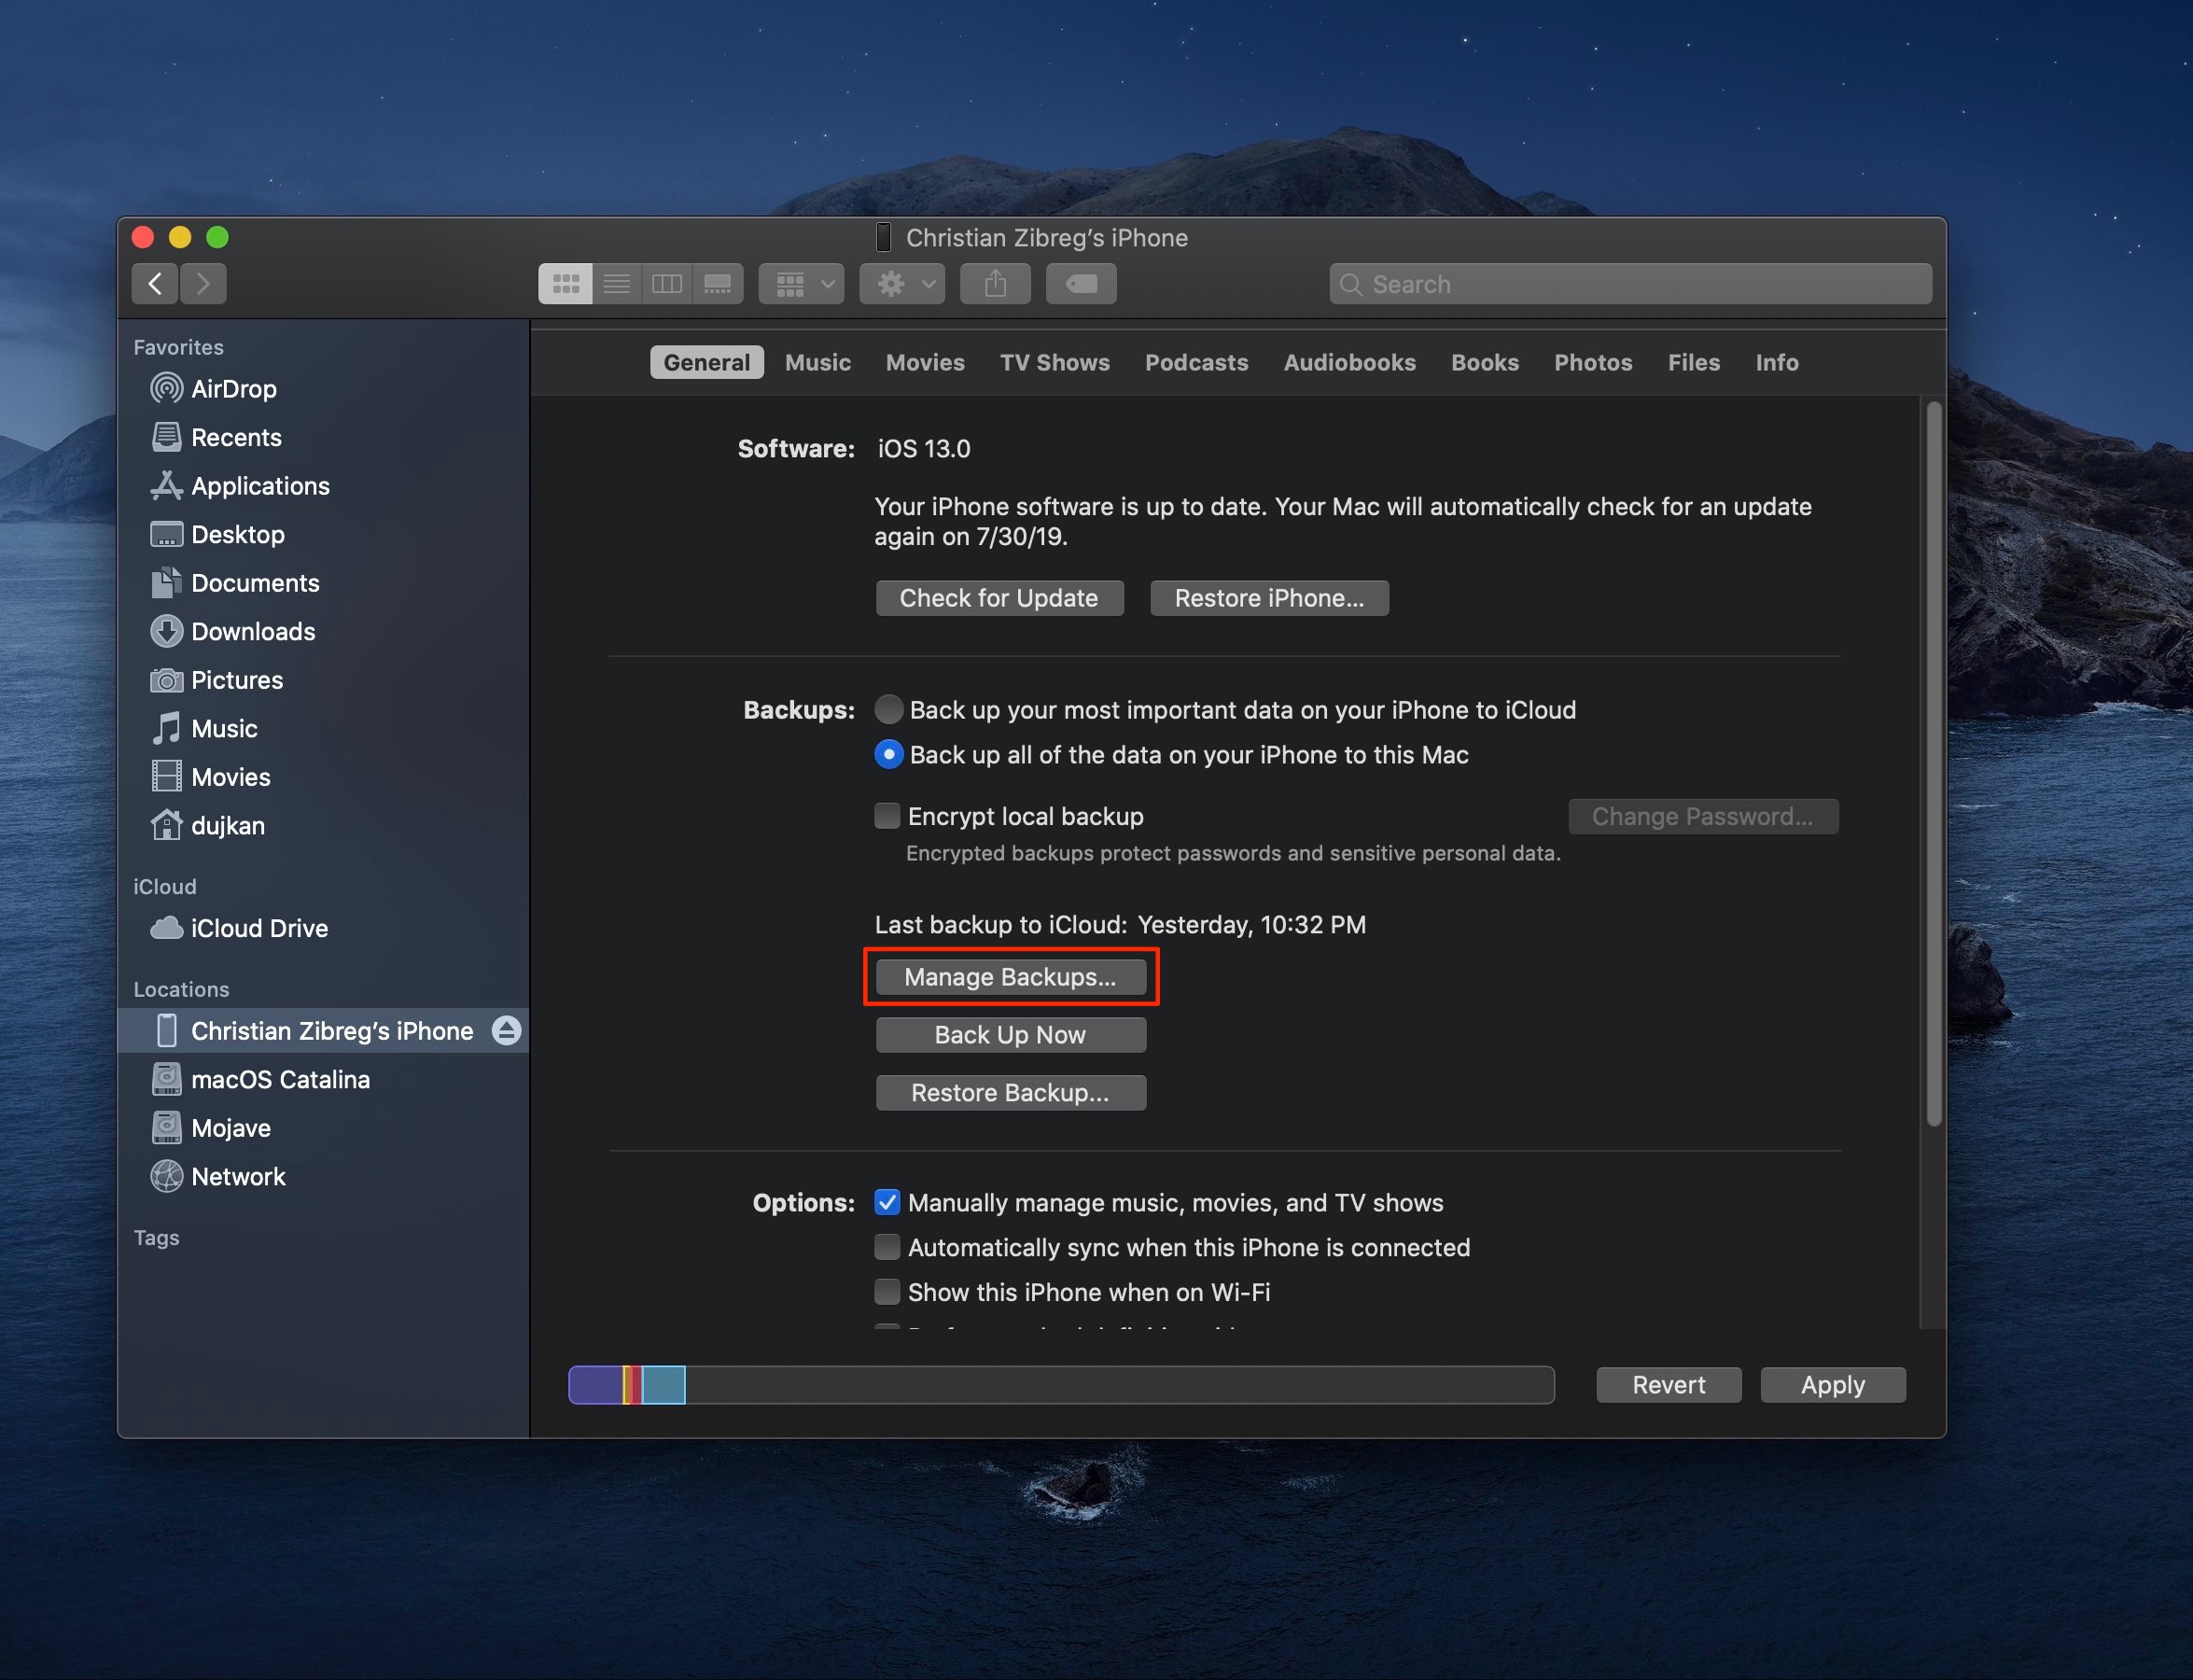 Christian Zibreg’s iPhone
Search
Favorites
AirDrop
Recents
Applications
Desktop
Documents
Downloads
Pictures
Music
Movies
dujkan
iCloud
iCloud Drive
Locations
Christian Zibreg’s iPhone
macOS Catalina
Mojave
Network
Tags
General Music Movies TV Shows Podcasts Audiobooks Books Photos Files Info
Software: iOS 13.0
Your iPhone software is up to date. Your Mac will automatically check for an update
again on 7/30/19.
Check for Update Restore iPhone...
Backups: Back up your most important data on your iPhone to iCloud
Back up all of the data on your iPhone to this Mac
Encrypt local backup Change Password...
Encrypted backups protect passwords and sensitive personal data.
Last backup to iCloud: Yesterday, 10:32 PM
Manage Backups...
Back Up Now
Restore Backup...
Options: Manually manage music, movies, and TV shows
Automatically sync when this iPhone is connected
Show this iPhone when on Wi-Fi
Revert Apply